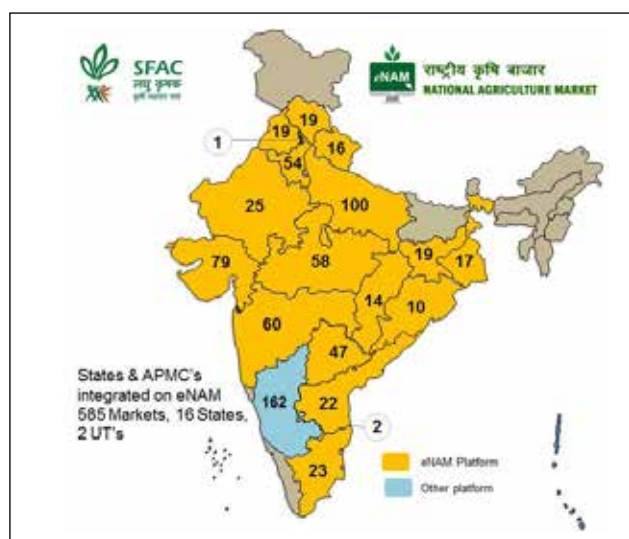 SFAC
लघु कृषक
eNAM
राष्ट्रीय कृषि बाजार
NATIONAL AGRICULTURE MARKET
19
1
19
16
54
25
100
79
58
19
17
14
10
60
47
States & APMC's
integrated on eNAM
585 Markets, 16 States,
2 UT's
162
22
2
23
eNAM Platform
Other platform